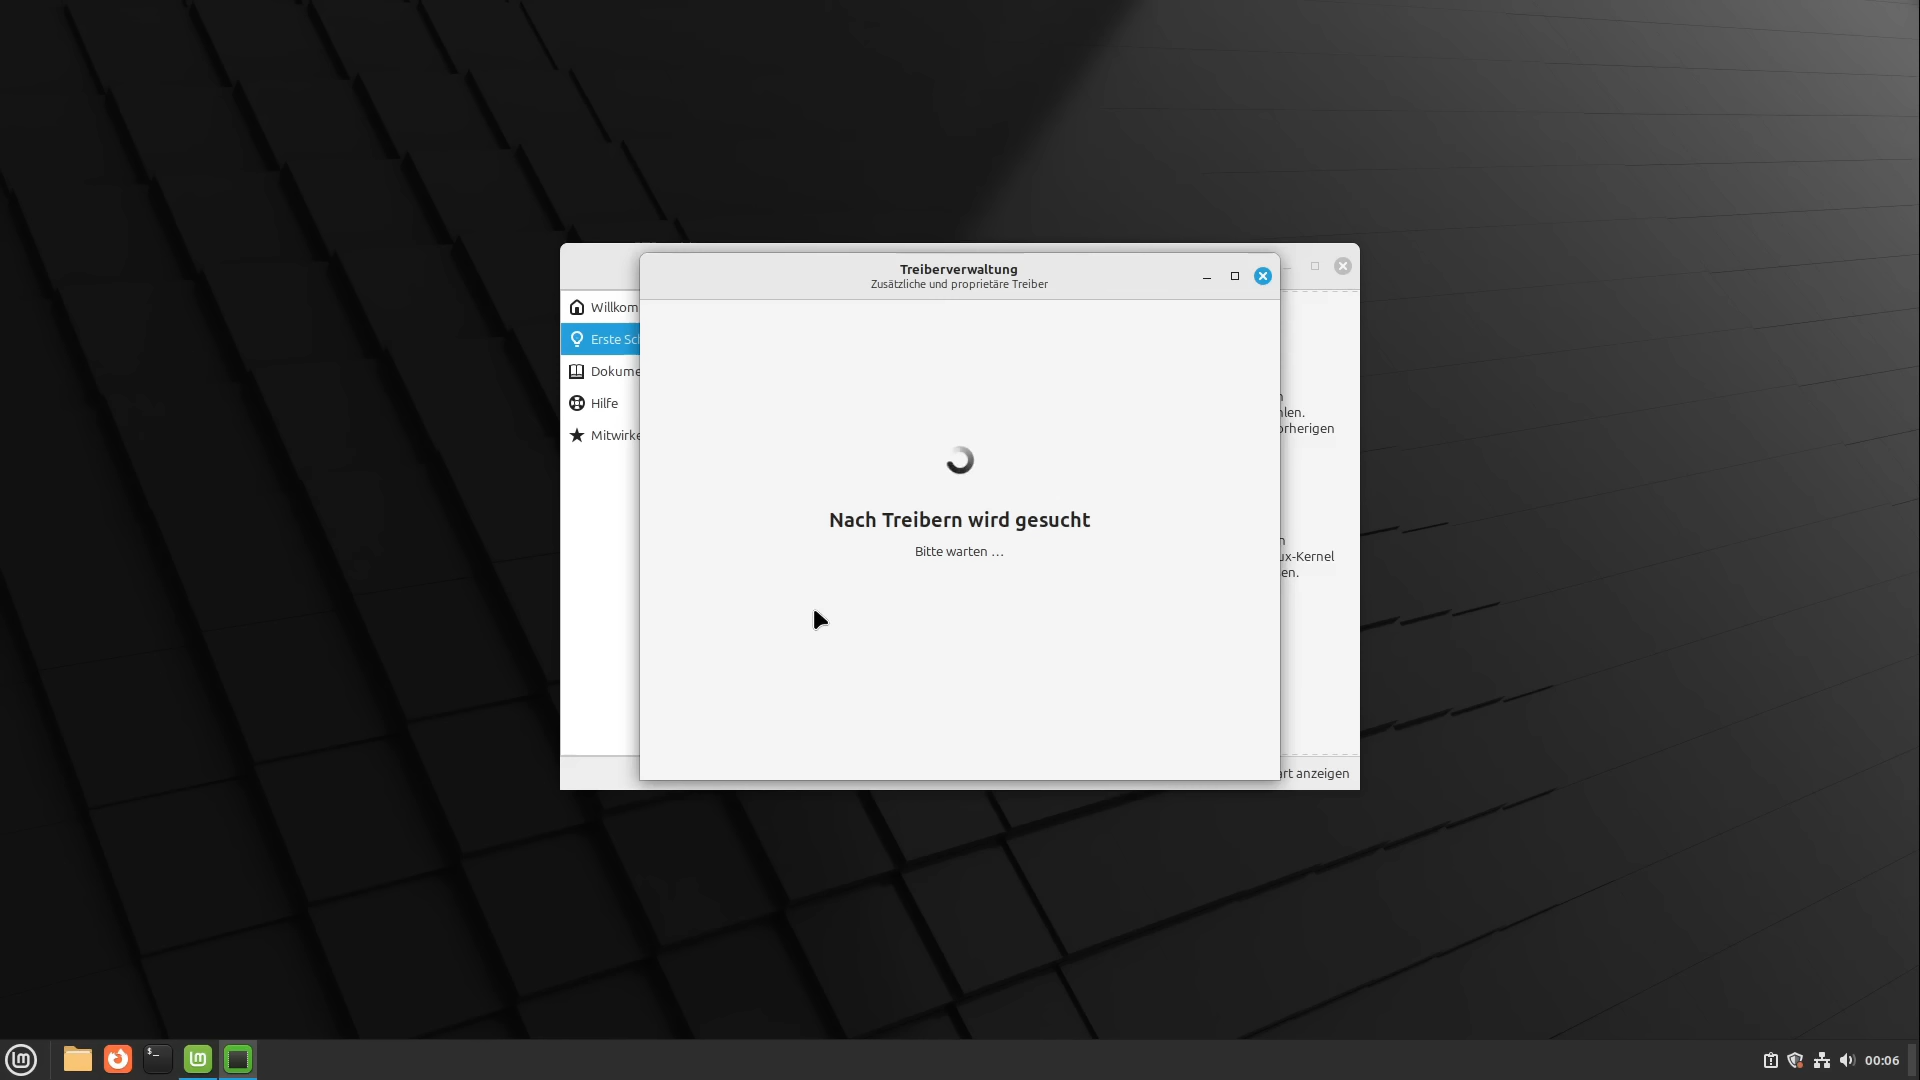 Treiberverwaltung
Zusätzliche und proprietäre Treiber
Willkom
Erste Sc
Dokume
Hilfe
Mitwirke
Nach Treibern wird gesucht
Bitte warten …
n
hlen.
orherigen
n
ux-Kernel
en.
art anzeigen
$_
00:06